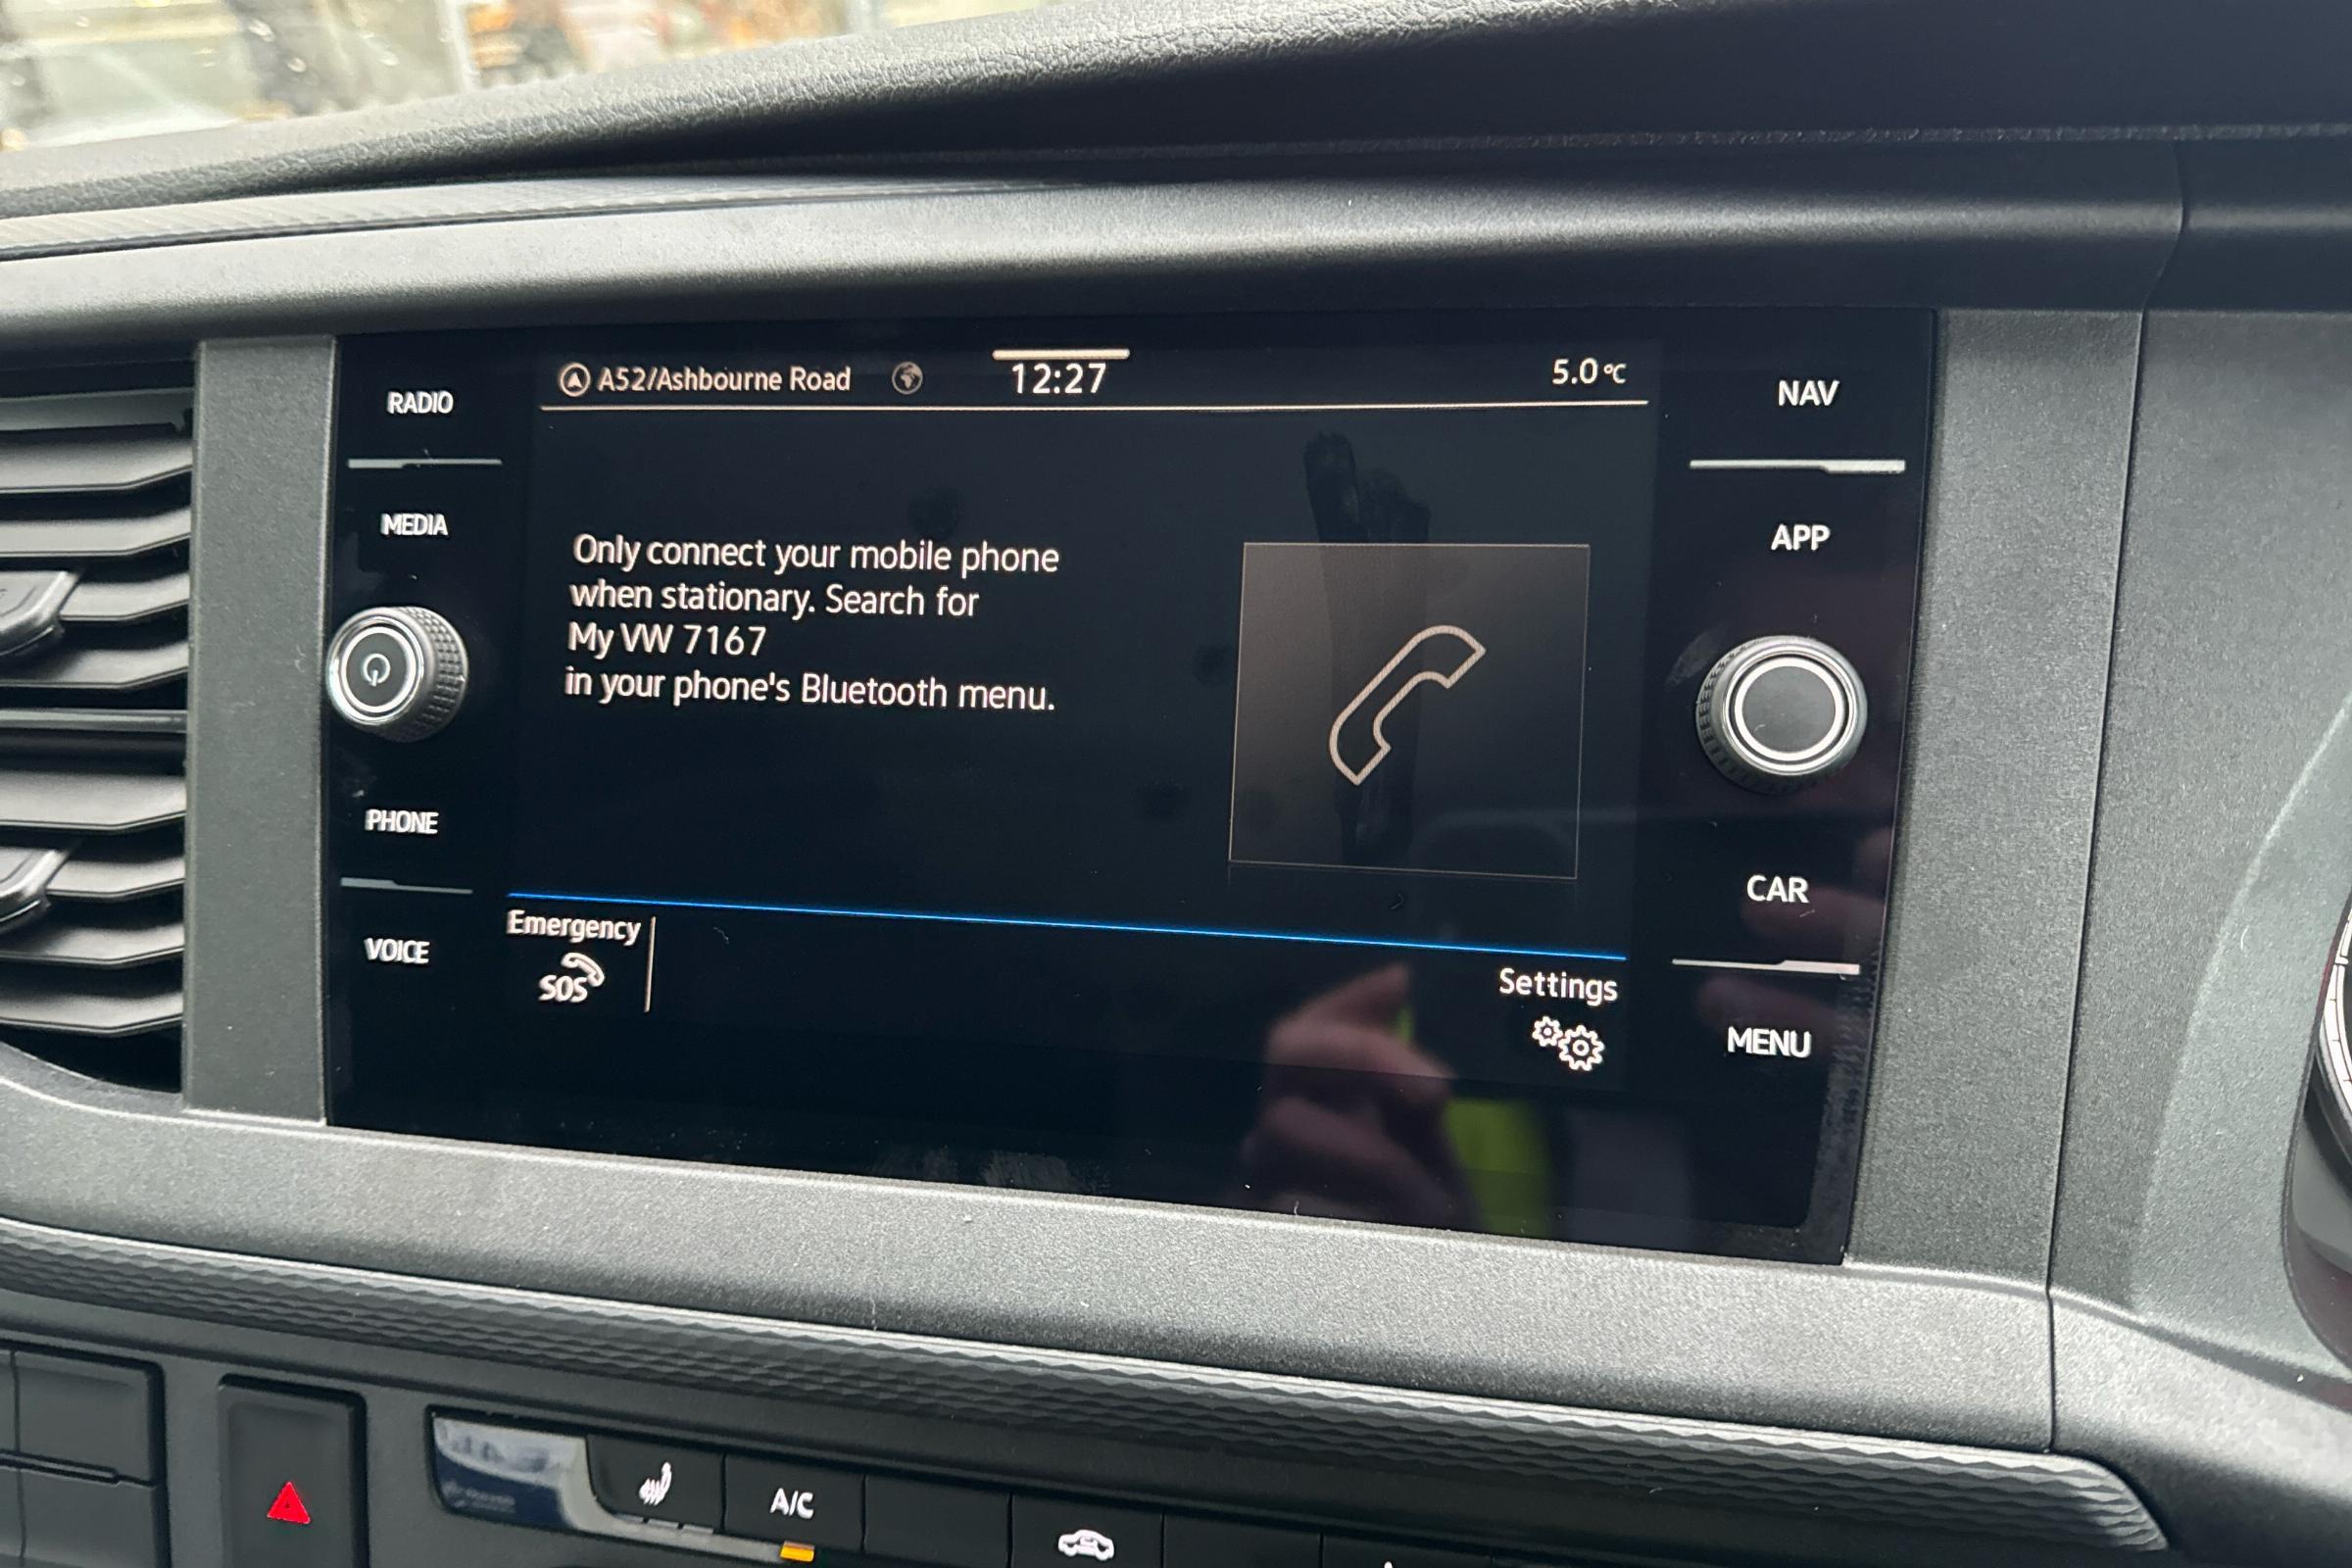 A52/Ashbourne Road
12:27
5.0 °C
RADIO
MEDIA
PHONE
VOICE
Only connect your mobile phone
when stationary. Search for
My VW 7167
in your phone's Bluetooth menu.
Emergency
SOS
Settings
NAV
APP
CAR
MENU
A/C